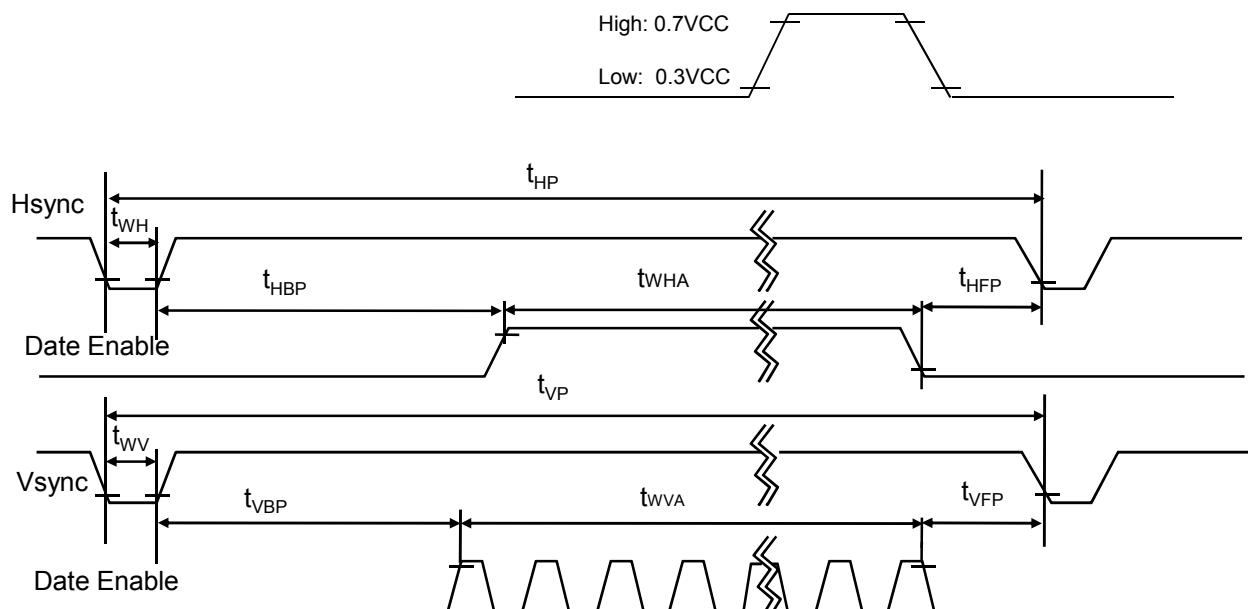 High: 0.7VCC
Low: 0.3VCC
tHP
Hsync
tWH
tHBP
tWHA
tHFP
Date Enable
tVP
tWV
Vsync
tVBP
tWVA
tVFP
Date Enable